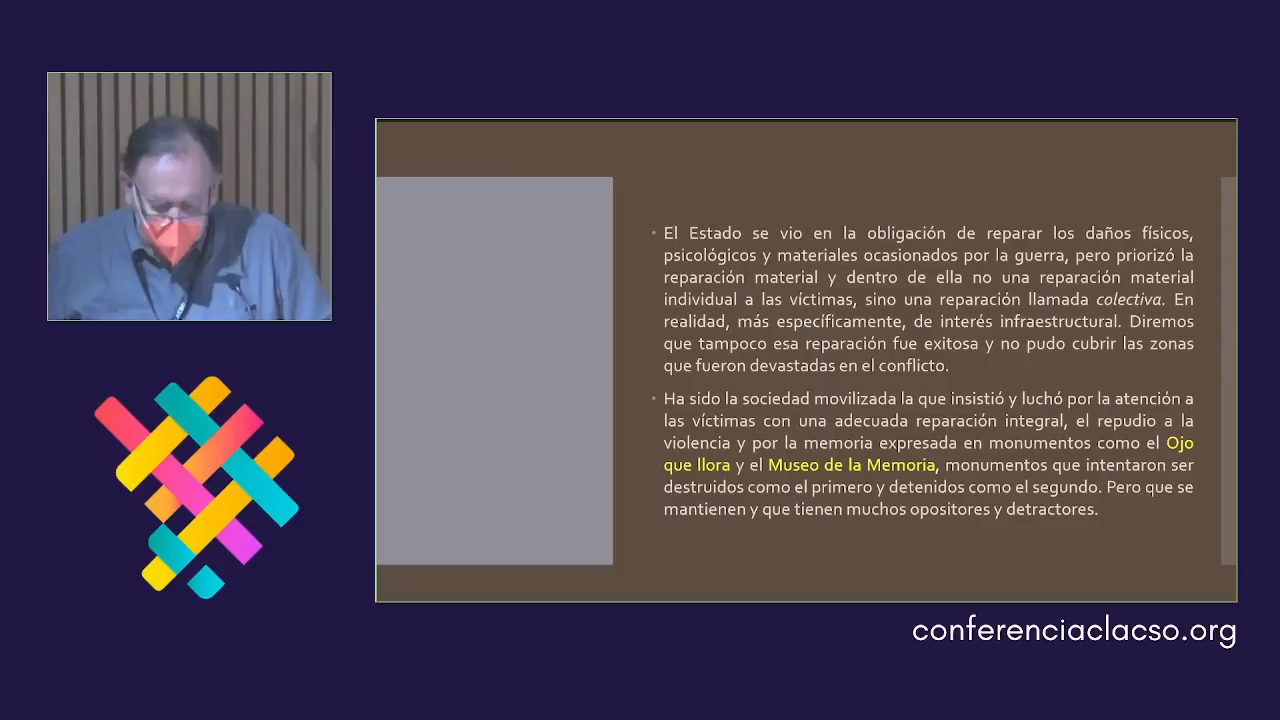 • El Estado se vio en la obligación de reparar los daños físicos,
psicológicos y materiales ocasionados por la guerra, pero priorizó la
reparación material y dentro de ella no una reparación material
individual a las víctimas, sino una reparación llamada colectiva. En
realidad, más específicamente, de interés infraestructural. Diremos
que tampoco esa reparación fue exitosa y no pudo cubrir las zonas
que fueron devastadas en el conflicto.
• Ha sido la sociedad movilizada la que insistió y luchó por la atención a
las víctimas con una adecuada reparación integral, el repudio a la
violencia y por la memoria expresada en monumentos como el Ojo
que llora y el Museo de la Memoria, monumentos que intentaron ser
destruidos como el primero y detenidos como el segundo. Pero que se
mantienen y que tienen muchos opositores y detractores.
conferenciaclacso.org